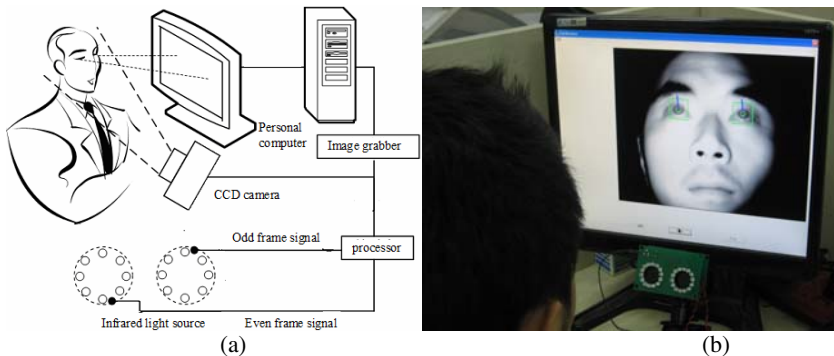 Personal
computer
Image grabber
CCD camera
Odd frame signal
processor
Infrared light source
Even frame signal
(a)
(b)